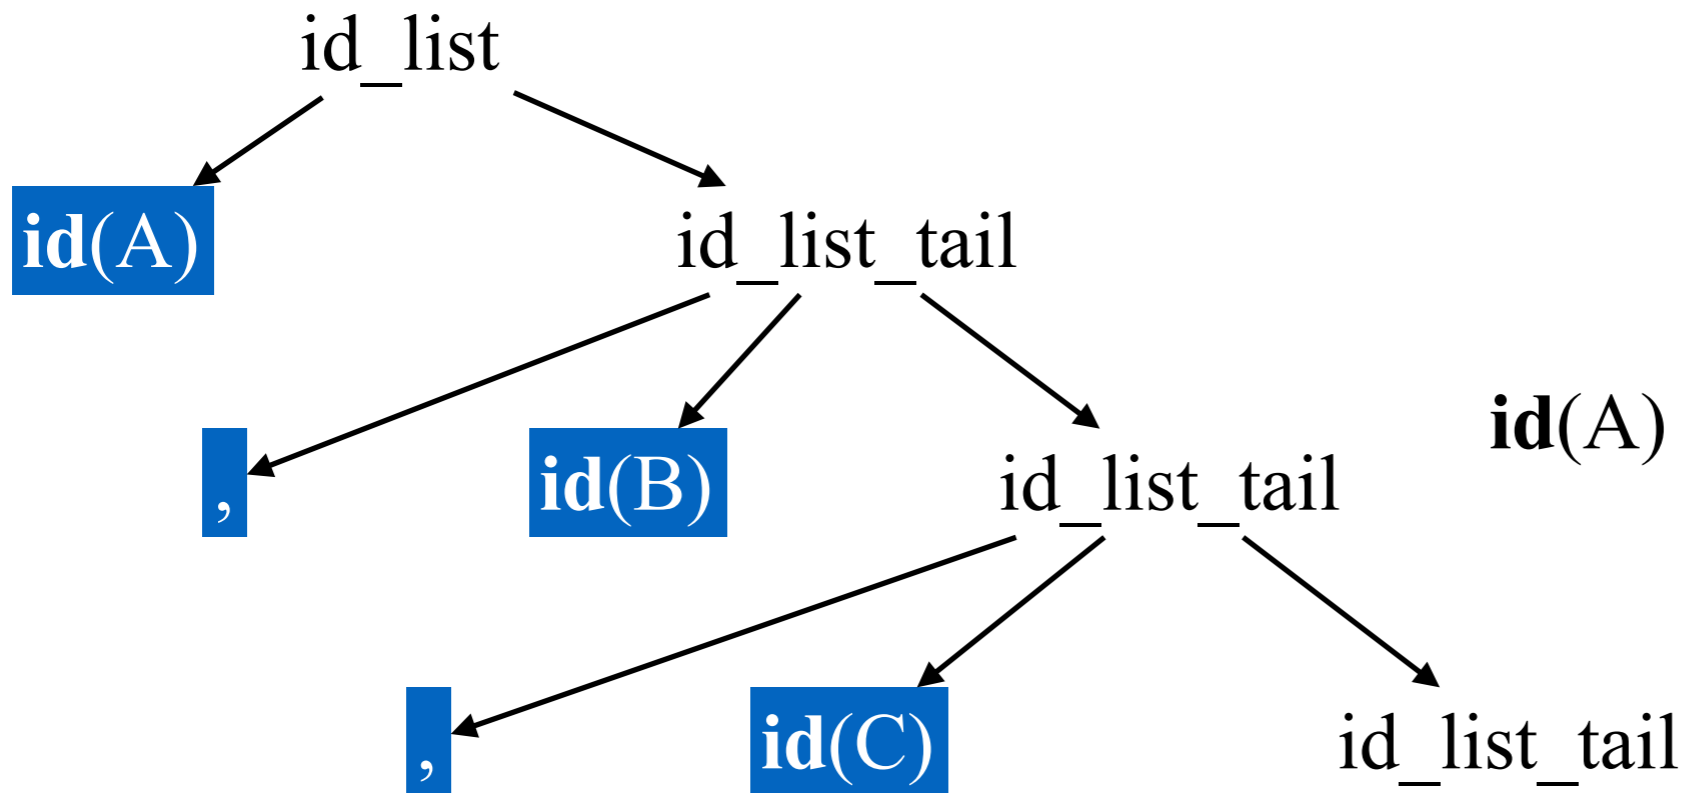 id_list
id(A)
id_list_tail
id(A)
, id(B) id_list_tail
, id(C) id_list_tail